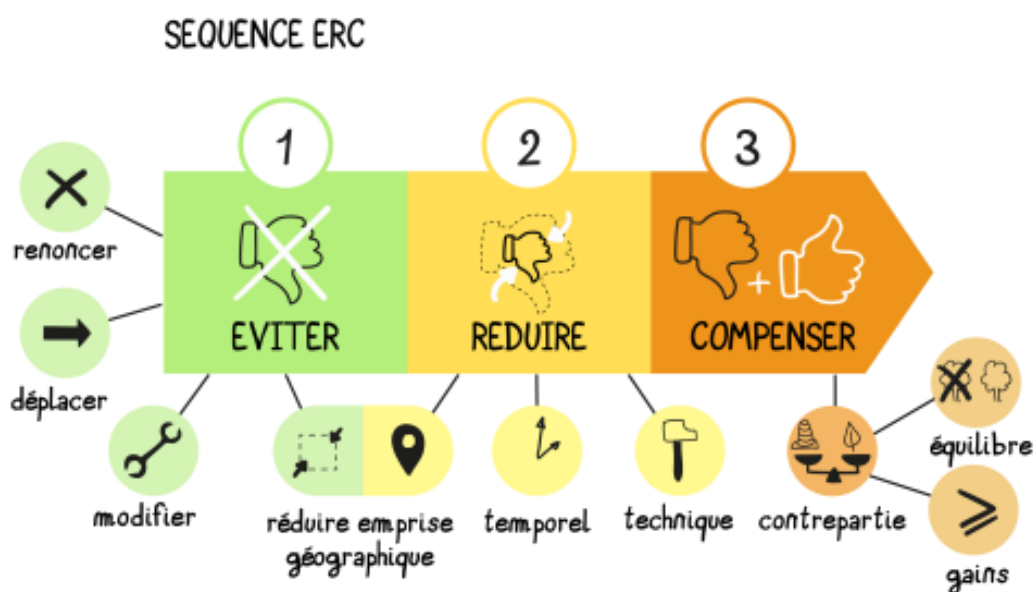 SEQUENCE ERC
1
2
3
renoncer
EVITER
REDUIRE
COMPENSER
déplacer
équilibre
modifier
réduire emprise
géographique
temporel
technique
contrepartie
gains